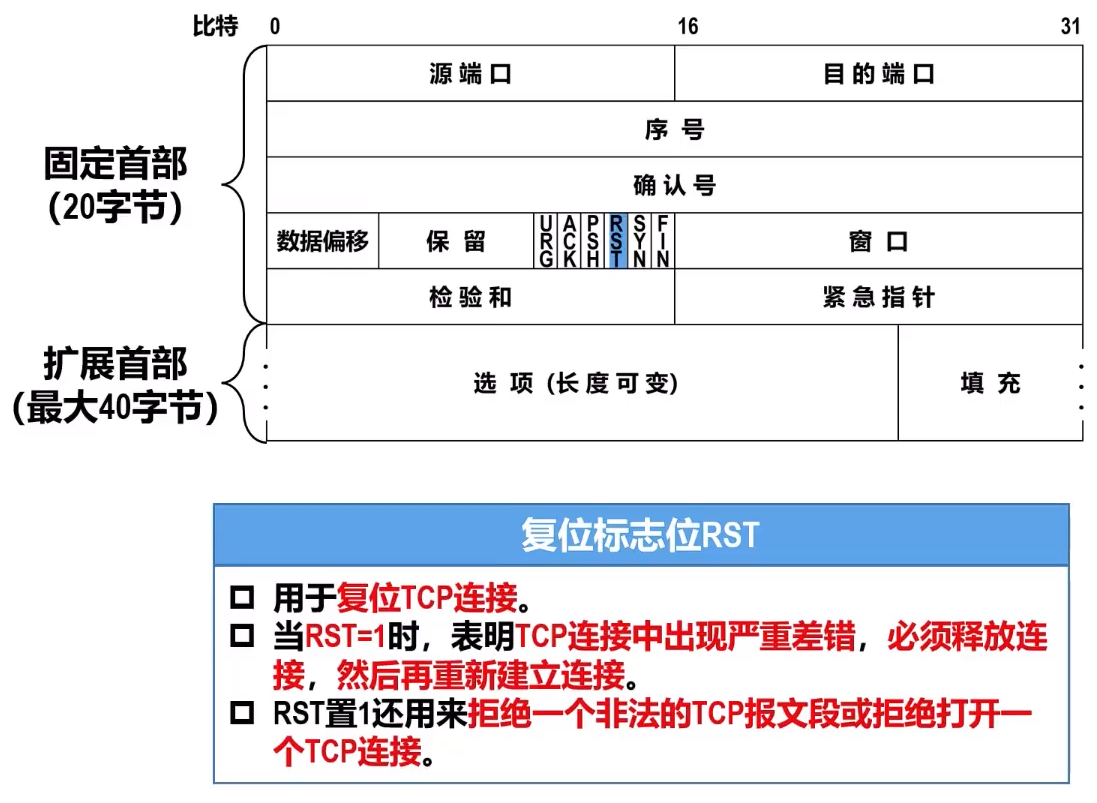 比特 0 16 31
源端口 目的端口
序号
确认号
固定首部
(20字节)
数据偏移 保留 URG ACK PSH RST SYN FIN 窗口
检验和 紧急指针
扩展首部
(最大40字节)
选项 (长度可变) 填充
复位标志位RST
用于复位TCP连接。
当RST=1时，表明TCP连接中出现严重差错，必须释放连
接，然后再重新建立连接。
RST置1还用来拒绝一个非法的TCP报文段或拒绝打开一
个TCP连接。